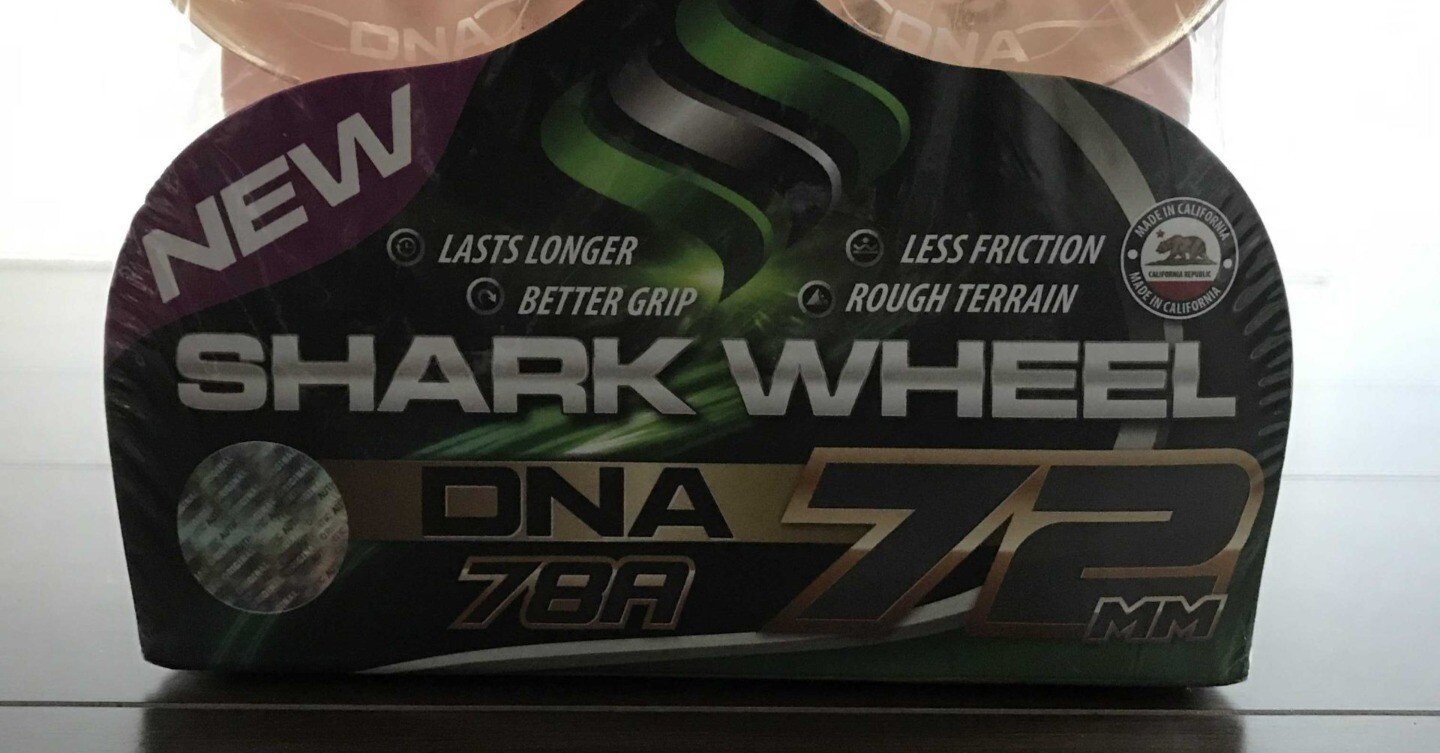 DNA
DNA
NEW
LASTS LONGER
LESS FRICTION
BETTER GRIP
ROUGH TERRAIN
MADE IN CALIFORNIA
CALIFORNIA REPUBLIC
MADE IN CALIFORNIA
SHARK WHEEL
DNA
72
78A
MM